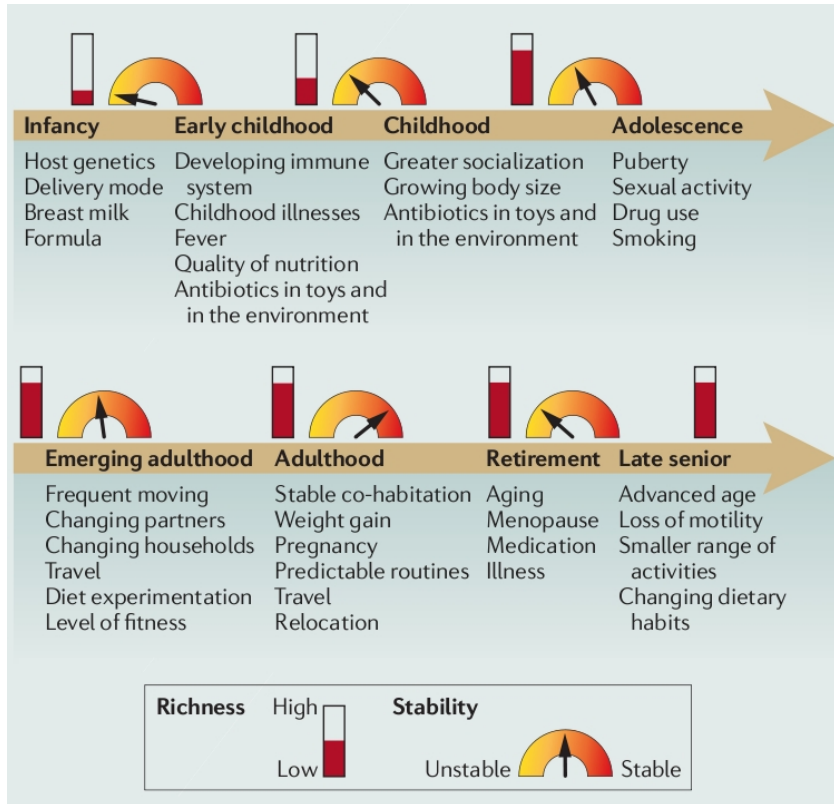 Infancy
Host genetics
Delivery mode
Breast milk
Formula
Early childhood
Developing immune
system
Childhood illnesses
Fever
Quality of nutrition
Antibiotics in toys and
in the environment
Childhood
Greater socialization
Growing body size
Antibiotics in toys and
in the environment
Adolescence
Puberty
Sexual activity
Drug use
Smoking
Emerging adulthood
Frequent moving
Changing partners
Changing households
Travel
Diet experimentation
Level of fitness
Adulthood
Stable co-habitation
Weight gain
Pregnancy
Predictable routines
Travel
Relocation
Retirement
Aging
Menopause
Medication
Illness
Late senior
Advanced age
Loss of motility
Smaller range of
activities
Changing dietary
habits
Richness
High
Low
Stability
Unstable
Stable